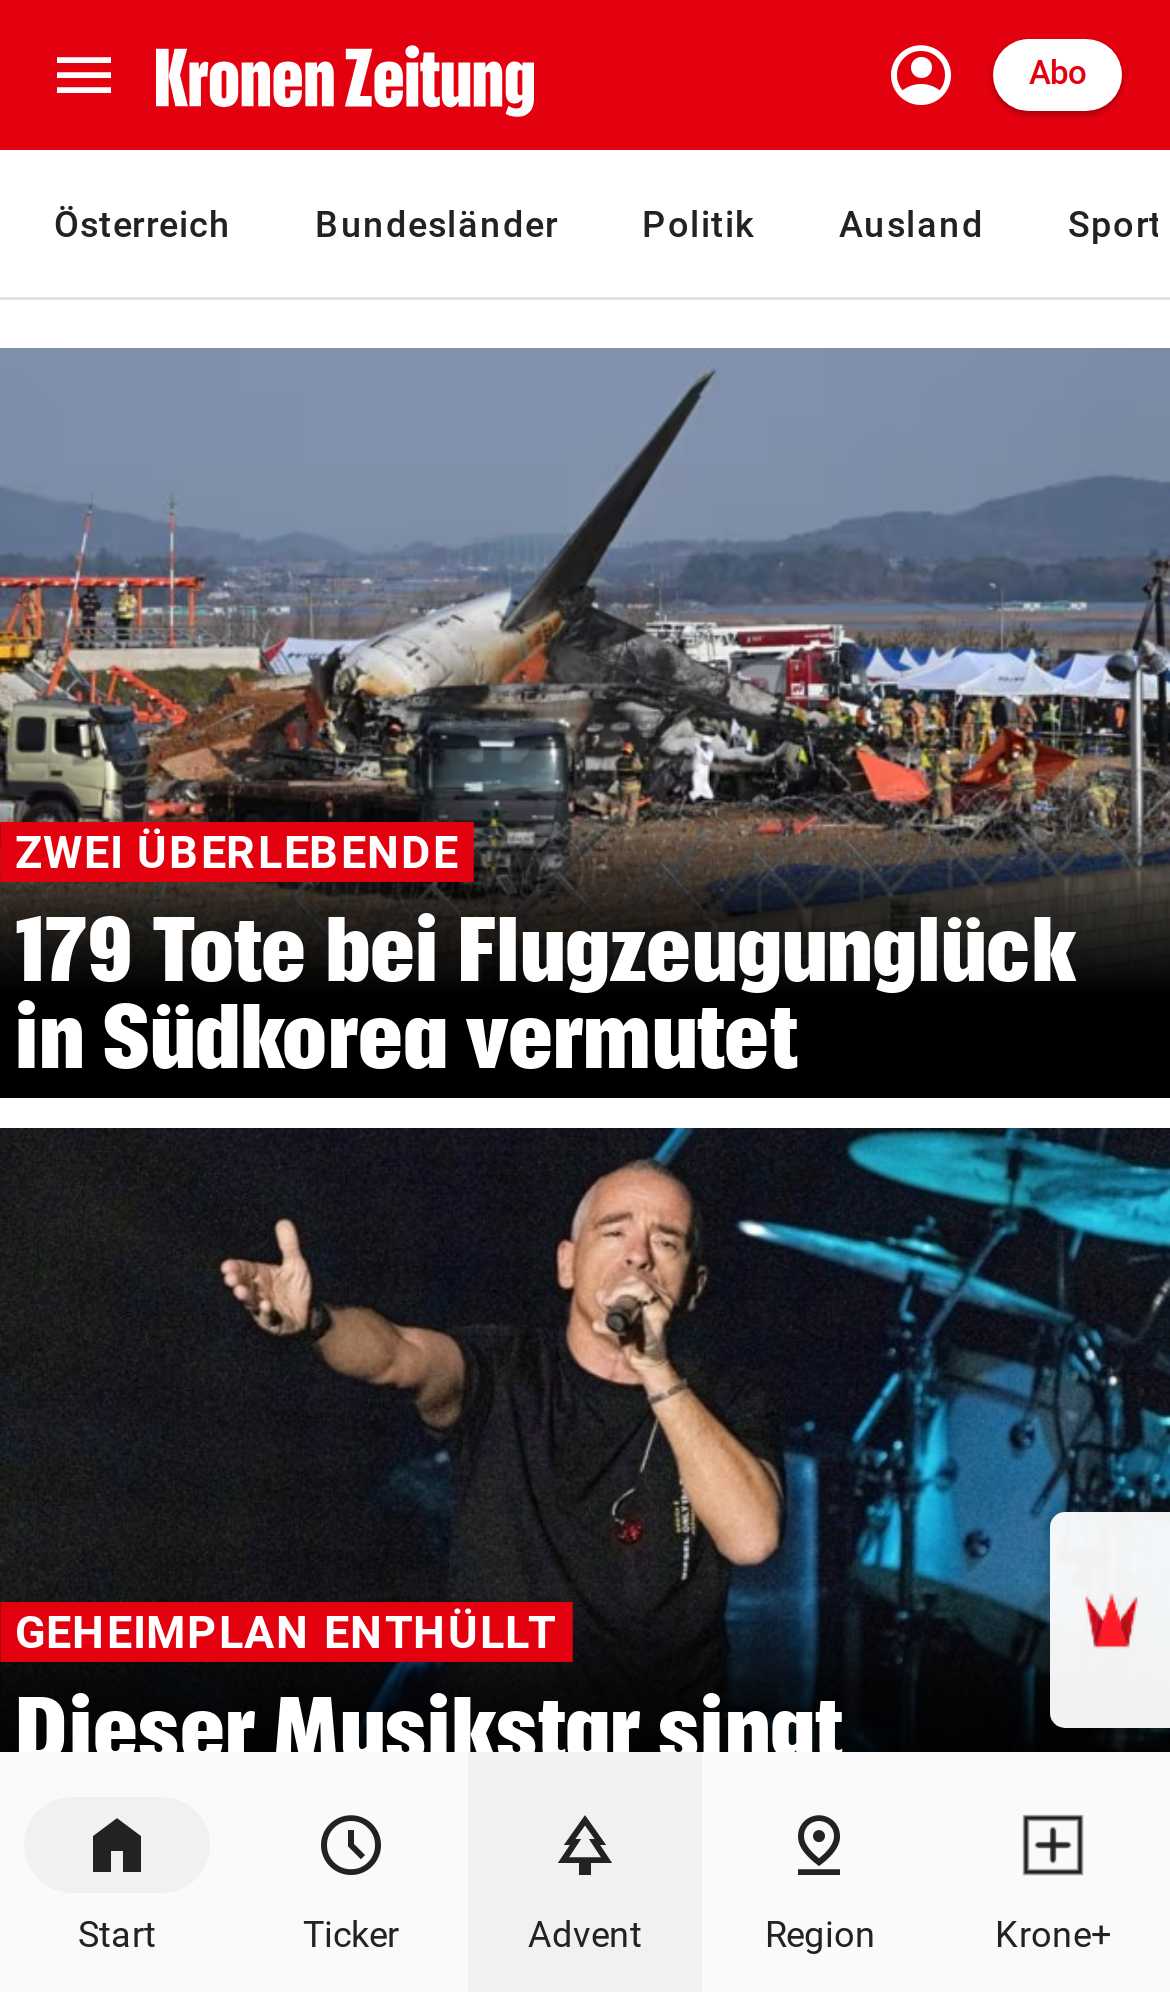 Kronen Zeitung
Abo
Österreich Bundesländer Politik Ausland Sport
ZWEI ÜBERLEBENDE
179 Tote bei Flugzeugunglück
in Südkorea vermutet
GEHEIMPLAN ENTHÜLLT
Dieser Musikstar singt
Start Ticker Advent Region Krone+